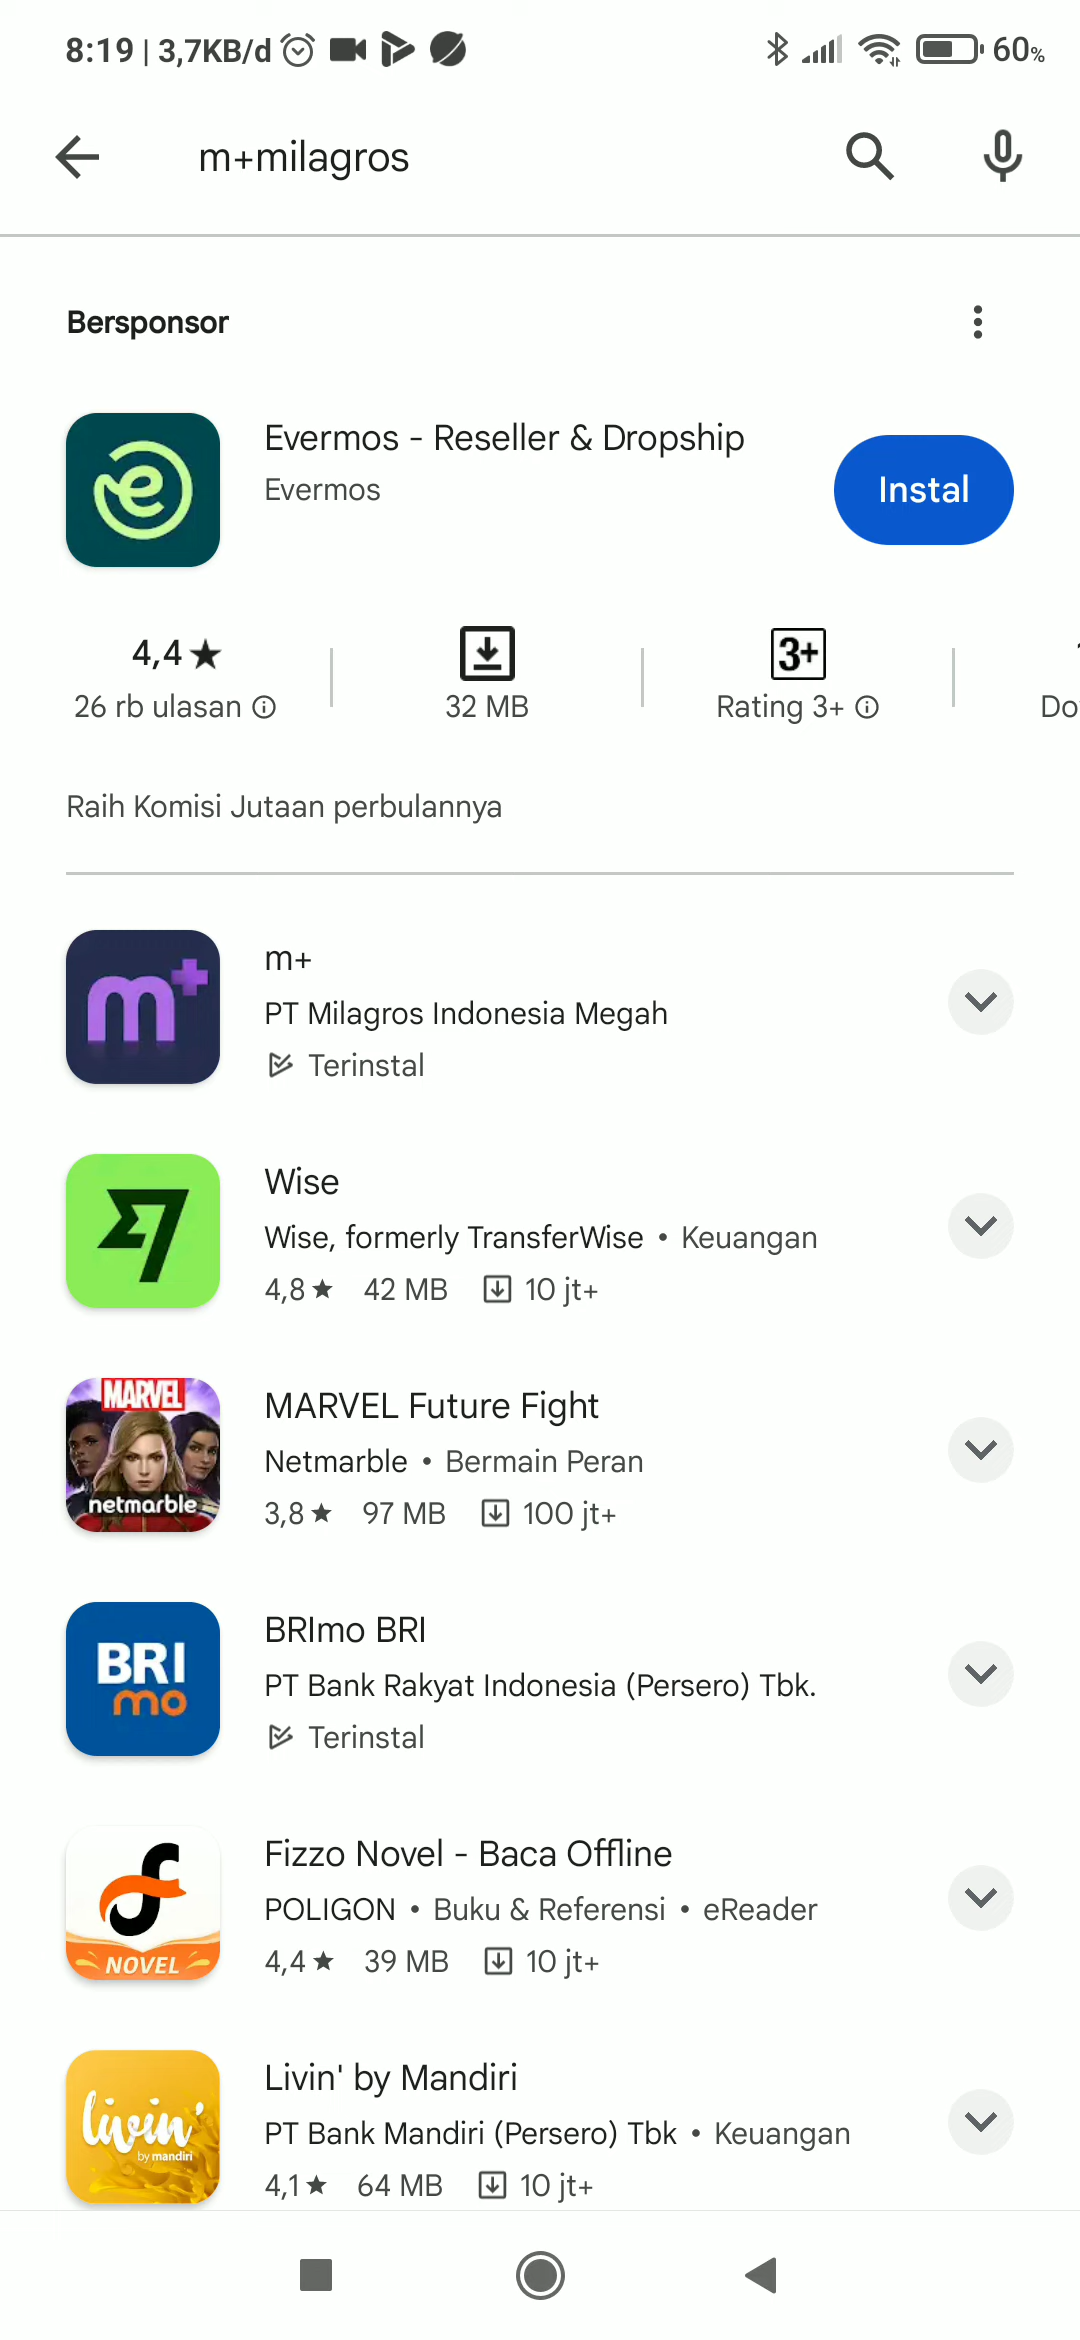 8:19 | 3,7KB/d
60%
m+milagros
Bersponsor
Evermos - Reseller & Dropship
Evermos
Instal
4,4★
26 rb ulasan
32 MB
3+
Rating 3+
Do
Raih Komisi Jutaan perbulannya
m+
m+
PT Milagros Indonesia Megah
Terinstal
Wise
Wise, formerly TransferWise • Keuangan
4,8★ 42 MB 10 jt+
MARVEL
netmarble
MARVEL Future Fight
Netmarble • Bermain Peran
3,8★ 97 MB 100 jt+
BRI
mo
BRImo BRI
PT Bank Rakyat Indonesia (Persero) Tbk.
Terinstal
NOVEL
Fizzo Novel - Baca Offline
POLIGON • Buku & Referensi • eReader
4,4★ 39 MB 10 jt+
livin'
by mandiri
Livin' by Mandiri
PT Bank Mandiri (Persero) Tbk • Keuangan
4,1★ 64 MB 10 jt+